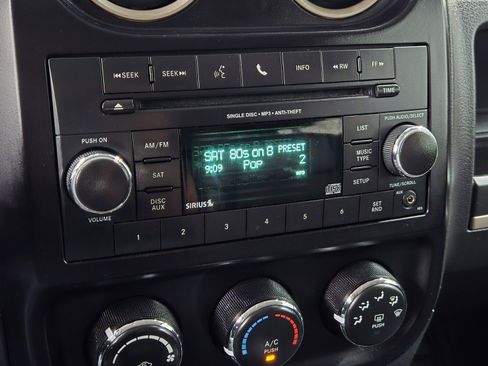 SEEK SEEK INFO RW FF
TIME
SINGLE DISC • MP3 • ANTI-THEFT
PUSH ON
AM/FM
SAT
DISC AUX
VOLUME
SAT 80s on 8 PRESET
9:09 Pop 2
SIRIUS
LIST
MUSIC TYPE
SETUP
PUSH AUDIO/SELECT
TUNE/SCROLL
AUX
1 2 3 4 5 6 SET RND
A/C
PUSH
PUSH